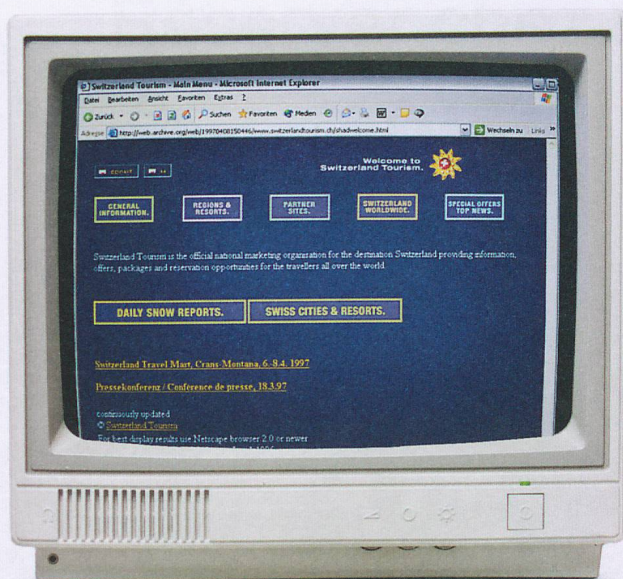 Switzerland Tourism - Main Menu - Microsoft Internet Explorer
Datei Bearbeiten Ansicht Favoriten Extras ?
Zurück Suchen Favoriten Medien
Adresse http://web.archive.org/web/19970408150446/www.switzerlandtourism.ch/shadwelcome.html Wechseln zu Links »
Welcome to
Switzerland Tourism.
GENERAL
INFORMATION.
REGIONS &
RESORTS.
PARTNER
SITES.
SWITZERLAND
WORLDWIDE.
SPECIAL OFFERS
TOP NEWS.
Switzerland Tourism is the official national marketing organisation for the destination Switzerland providing information,
offers, packages and reservation opportunities for the travellers all over the world
DAILY SNOW REPORTS.
SWISS CITIES & RESORTS.
Switzerland Travel Mart, Crans-Montana, 6.-8.4. 1997
Pressekonferenz / Conférence de presse, 18.3.97
continuously updated
© Switzerland Tourism
For best display results use Netscape browser 2.0 or newer